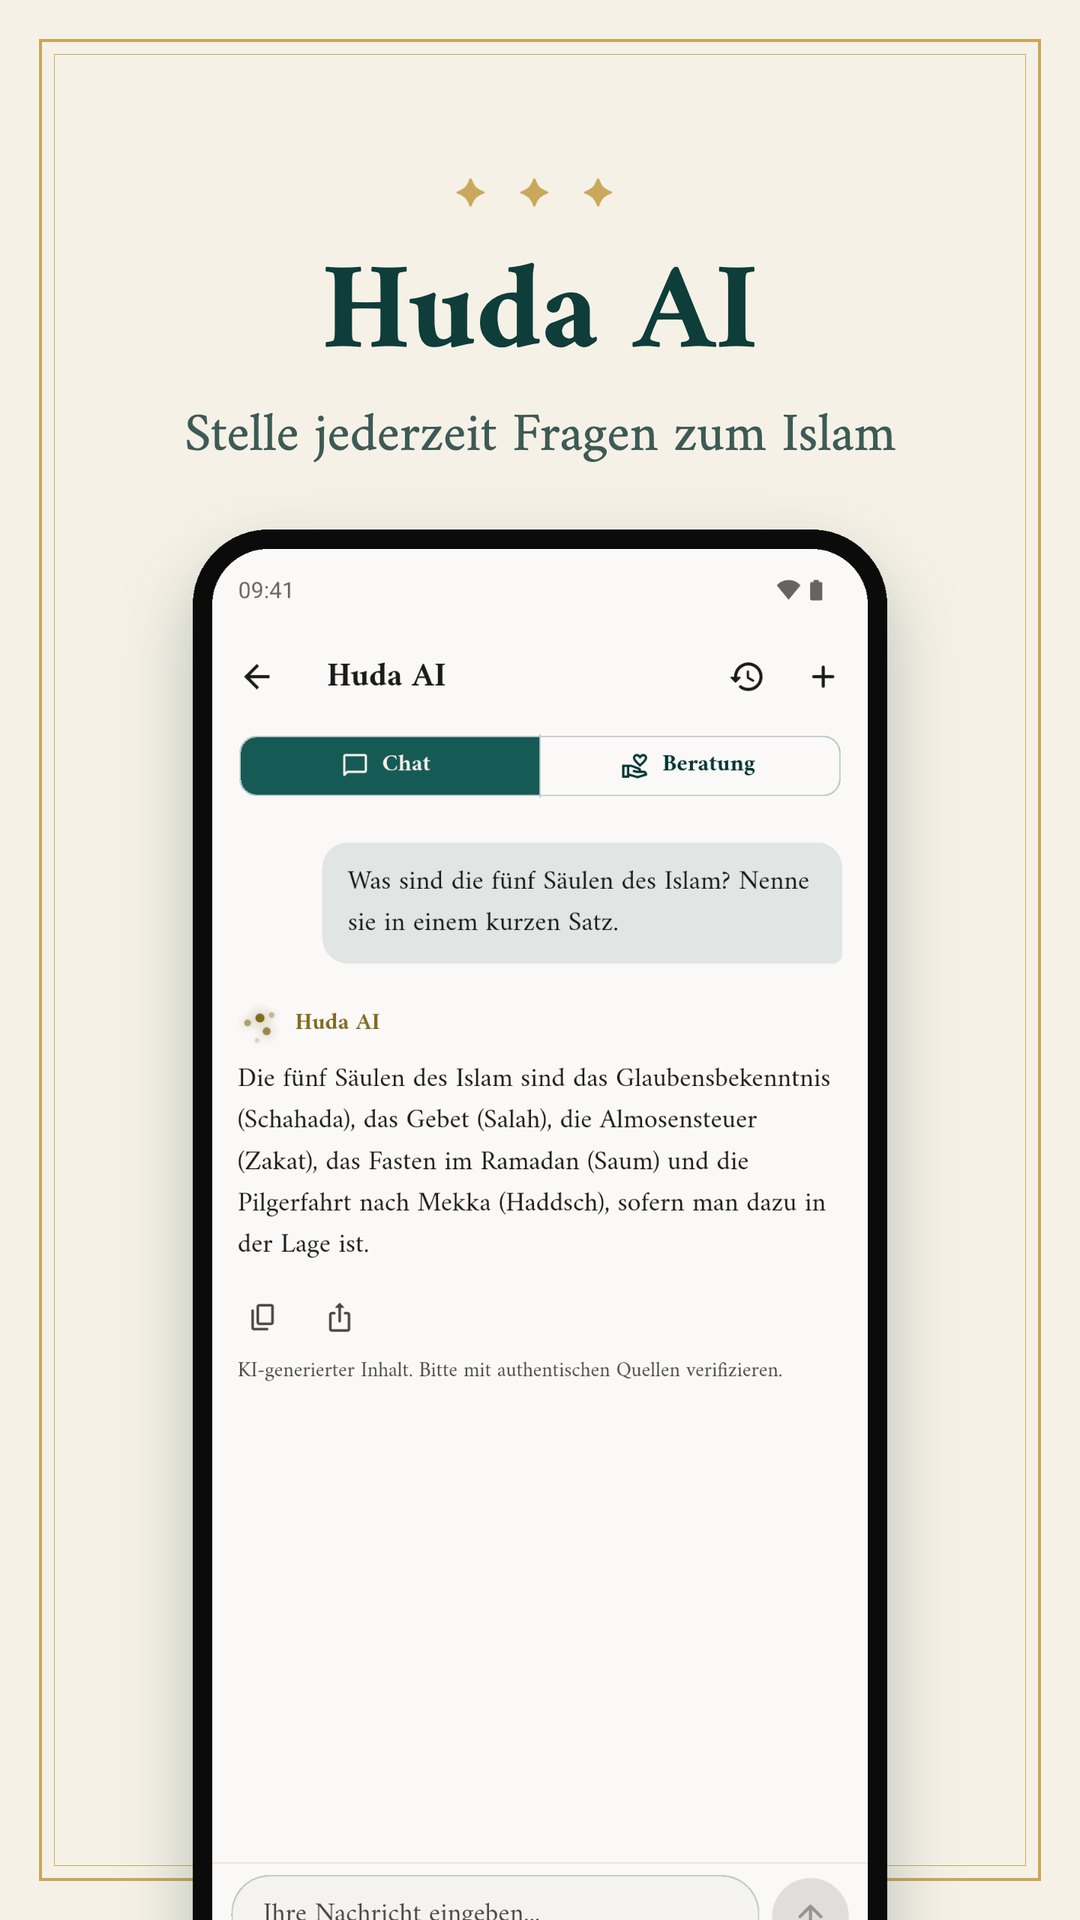 Huda AI
Stelle jederzeit Fragen zum Islam
09:41
Huda AI
Chat
Beratung
Was sind die fünf Säulen des Islam? Nenne
sie in einem kurzen Satz.
Huda AI
Die fünf Säulen des Islam sind das Glaubensbekenntnis
(Schahada), das Gebet (Salah), die Almosensteuer
(Zakat), das Fasten im Ramadan (Saum) und die
Pilgerfahrt nach Mekka (Haddsch), sofern man dazu in
der Lage ist.
KI-generierter Inhalt. Bitte mit authentischen Quellen verifizieren.
Ihre Nachricht eingeben...